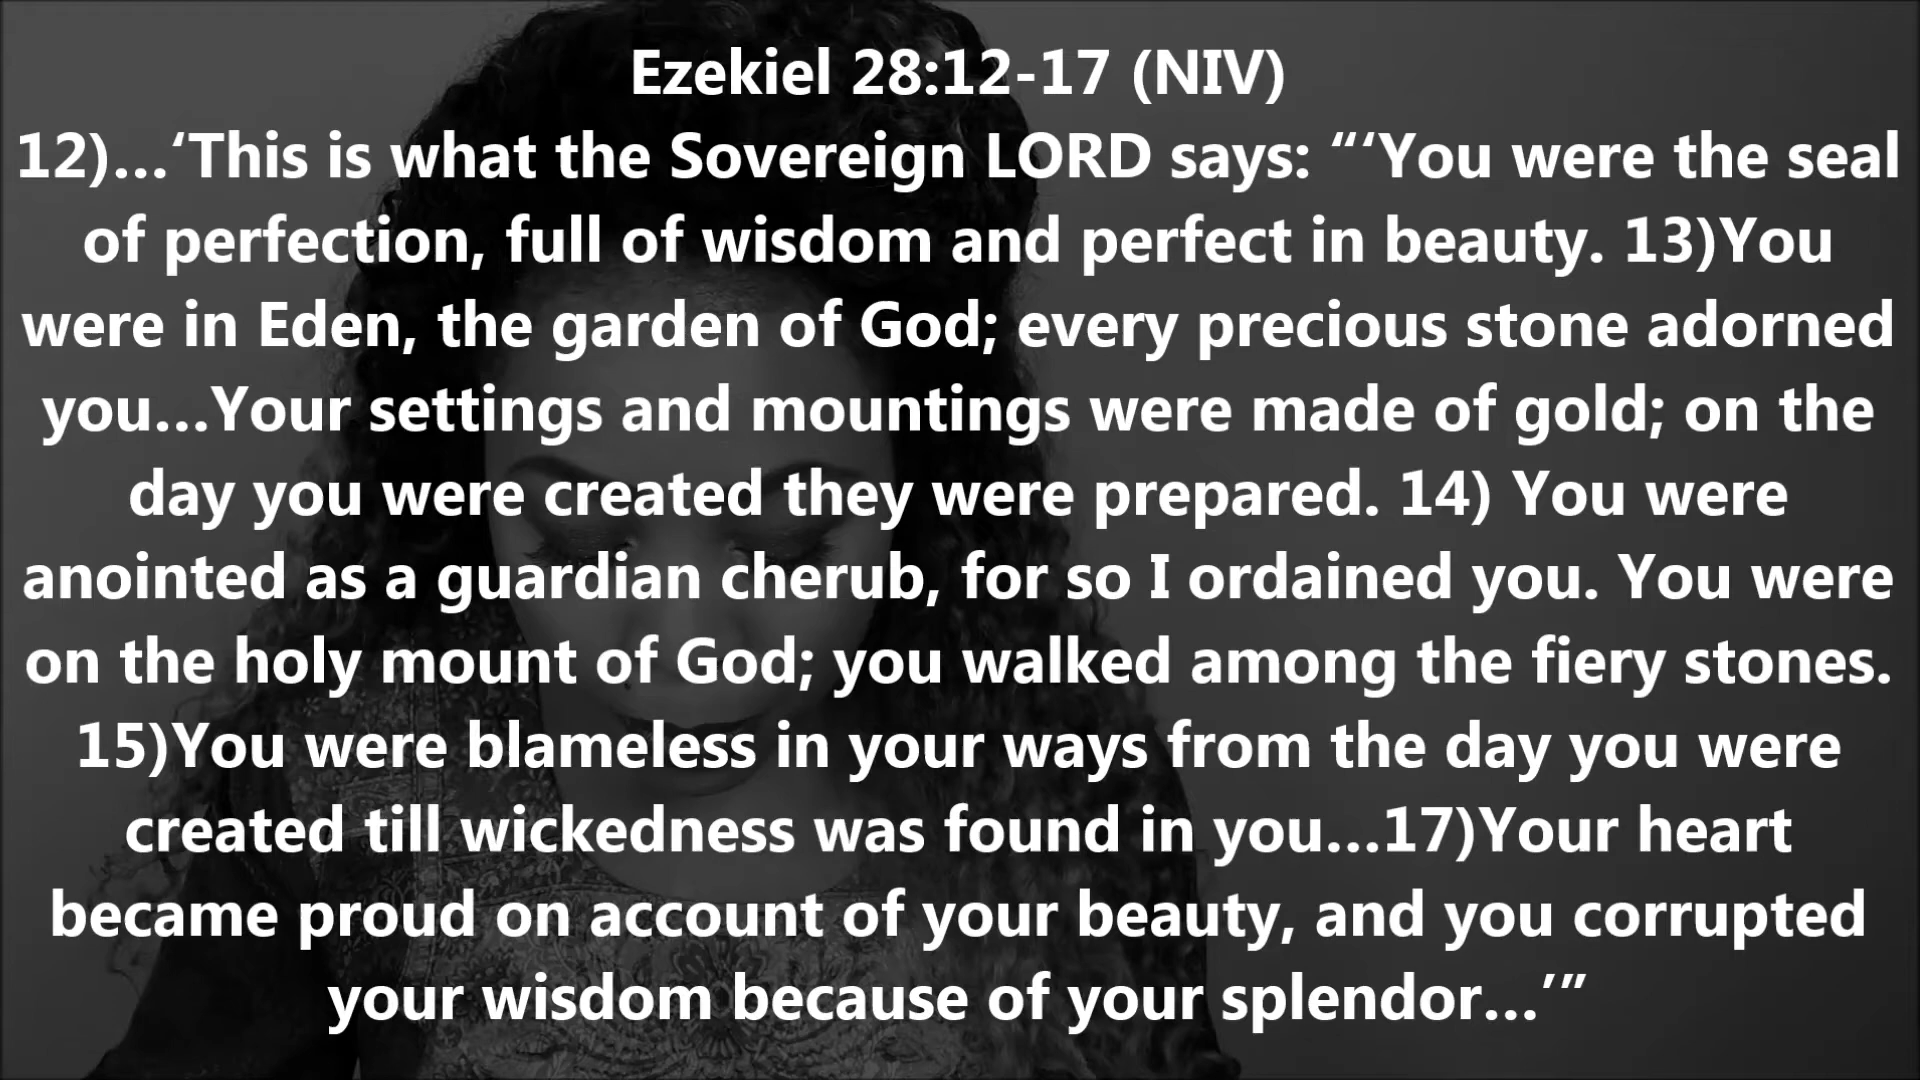 Ezekiel 28:12-17 (NIV)
12)…‘This is what the Sovereign LORD says: “‘You were the seal
of perfection, full of wisdom and perfect in beauty. 13)You
were in Eden, the garden of God; every precious stone adorned
you…Your settings and mountings were made of gold; on the
day you were created they were prepared. 14) You were
anointed as a guardian cherub, for so I ordained you. You were
on the holy mount of God; you walked among the fiery stones.
15)You were blameless in your ways from the day you were
created till wickedness was found in you…17)Your heart
became proud on account of your beauty, and you corrupted
your wisdom because of your splendor…’”